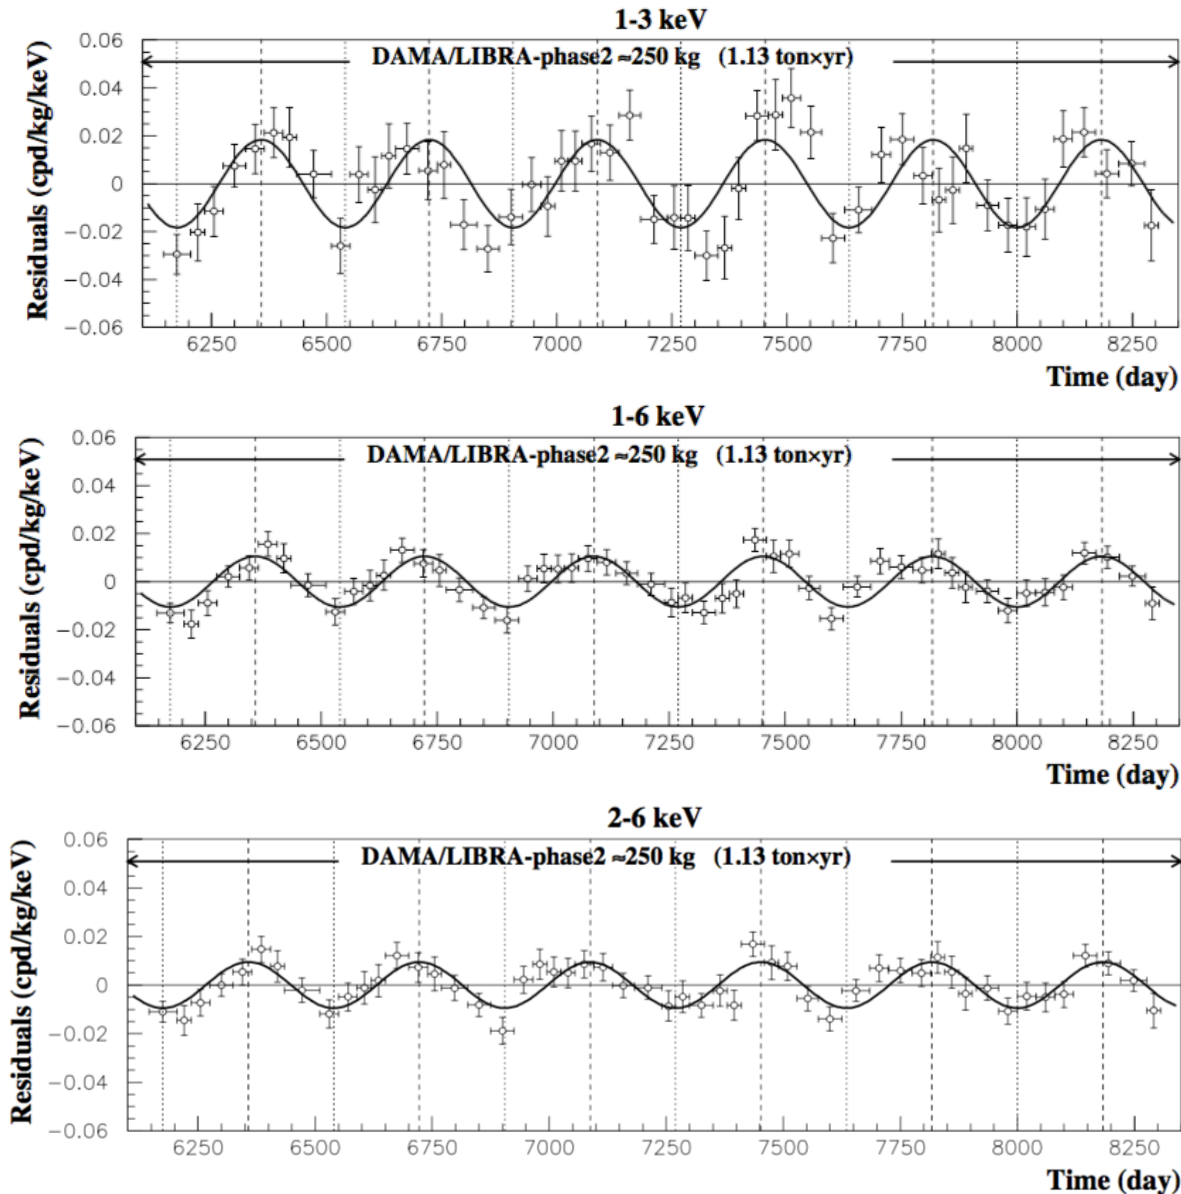 1-3 keV
DAMA/LIBRA-phase2 ≈250 kg (1.13 ton×yr)
Residuals (cpd/kg/keV)
0.06
0.04
0.02
0
−0.02
−0.04
−0.06
6250 6500 6750 7000 7250 7500 7750 8000 8250
Time (day)
1-6 keV
DAMA/LIBRA-phase2 ≈250 kg (1.13 ton×yr)
Residuals (cpd/kg/keV)
0.06
0.04
0.02
0
−0.02
−0.04
−0.06
6250 6500 6750 7000 7250 7500 7750 8000 8250
Time (day)
2-6 keV
DAMA/LIBRA-phase2 ≈250 kg (1.13 ton×yr)
Residuals (cpd/kg/keV)
0.06
0.04
0.02
0
−0.02
−0.04
−0.06
6250 6500 6750 7000 7250 7500 7750 8000 8250
Time (day)